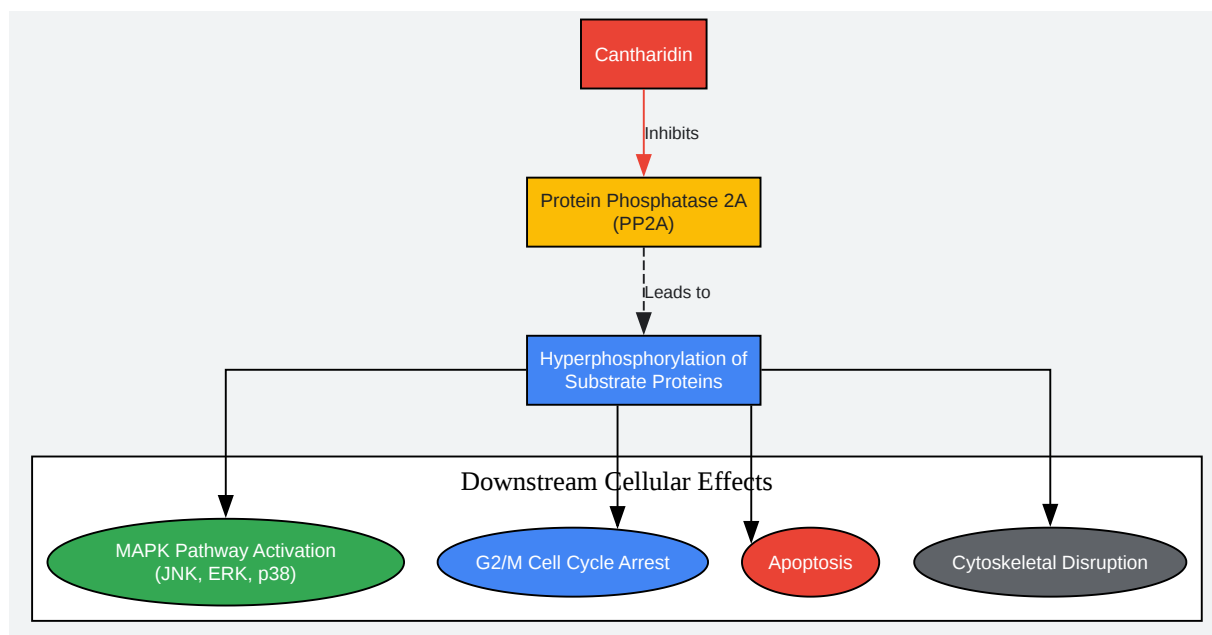 Cantharidin
Inhibits
Protein Phosphatase 2A
(PP2A)
Leads to
Hyperphosphorylation of
Substrate Proteins
Downstream Cellular Effects
MAPK Pathway Activation
(JNK, ERK, p38)
G2/M Cell Cycle Arrest
Apoptosis
Cytoskeletal Disruption